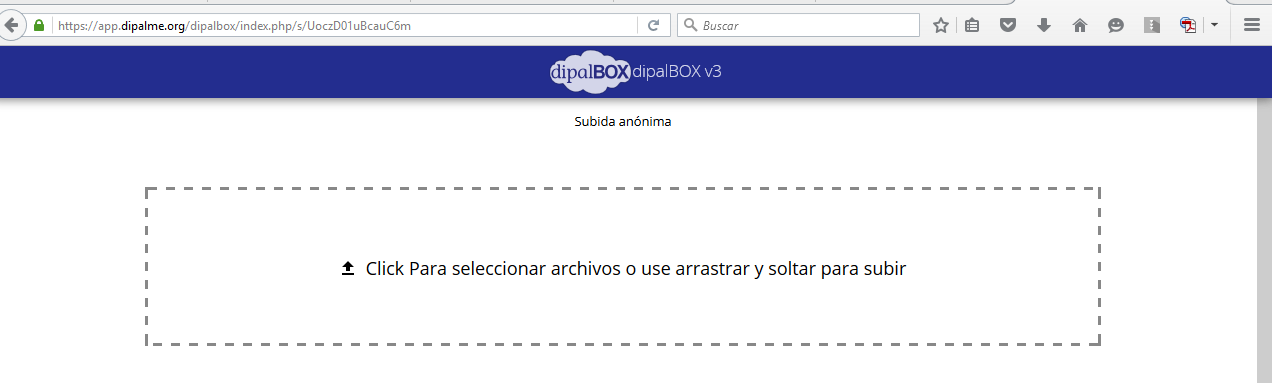 https://app.dipalme.org/dipalbox/index.php/s/UoczD01uBcauC6m
Buscar
dipalBOX dipalBOX v3
Subida anónima
Click Para seleccionar archivos o use arrastrar y soltar para subir